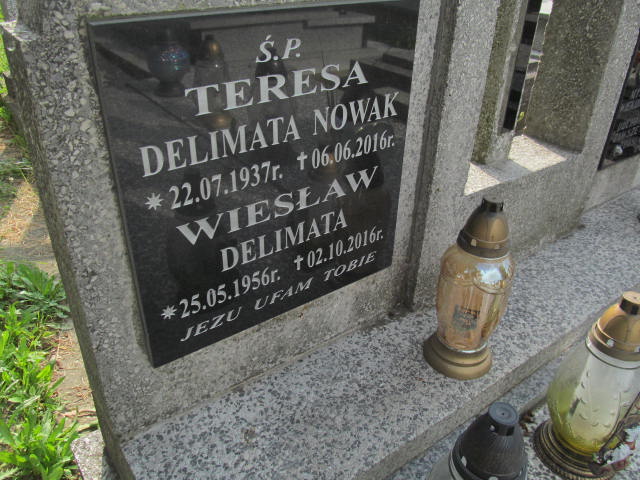 Ś.P.
TERESA
DELIMATA NOWAK
*22.07.1937r. †06.06.2016r.
WIESŁAW
DELIMATA
*25.05.1956r. †02.10.2016r.
JEZU UFAM TOBIE